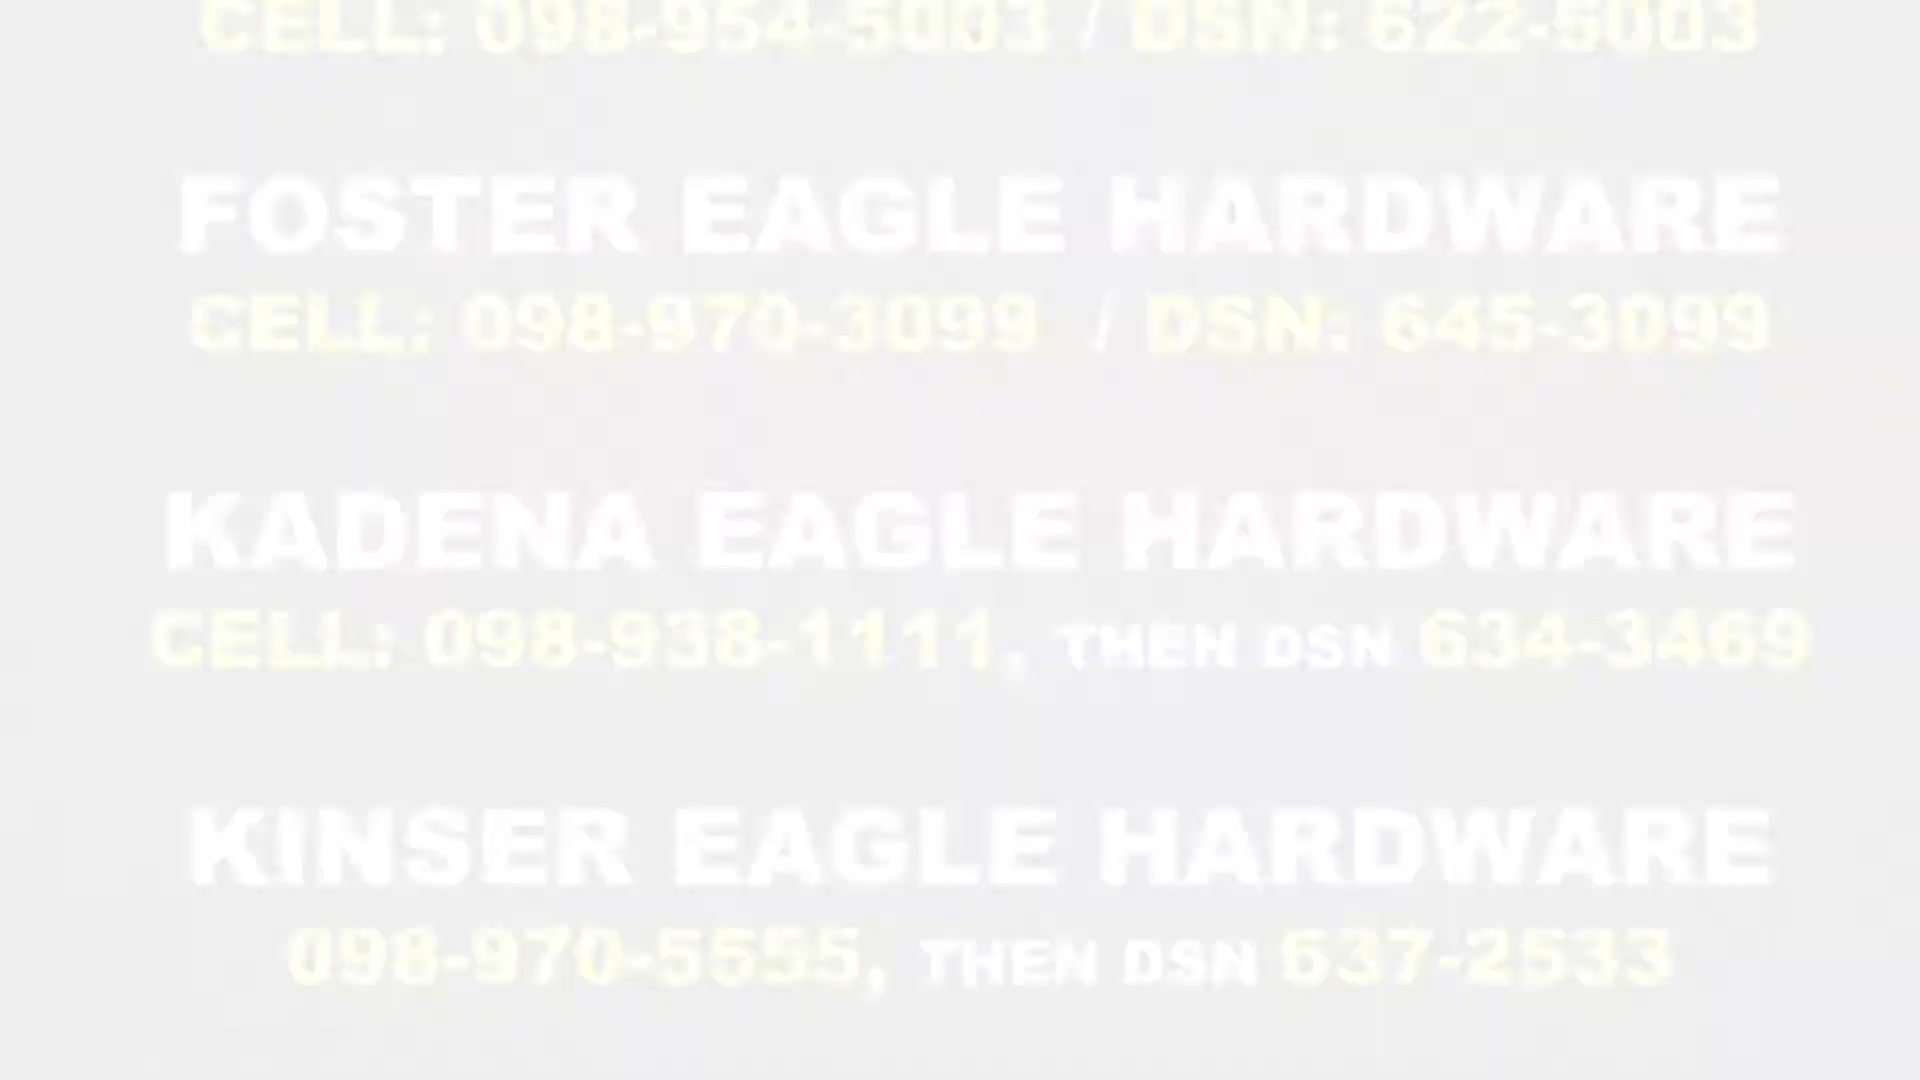 CELL: 098-954-5003 / DSN: 622-5003
FOSTER EAGLE HARDWARE
CELL: 098-970-3099 / DSN: 645-3099
KADENA EAGLE HARDWARE
CELL: 098-938-1111, THEN DSN 634-3469
KINSER EAGLE HARDWARE
098-970-5555, THEN DSN 637-2533